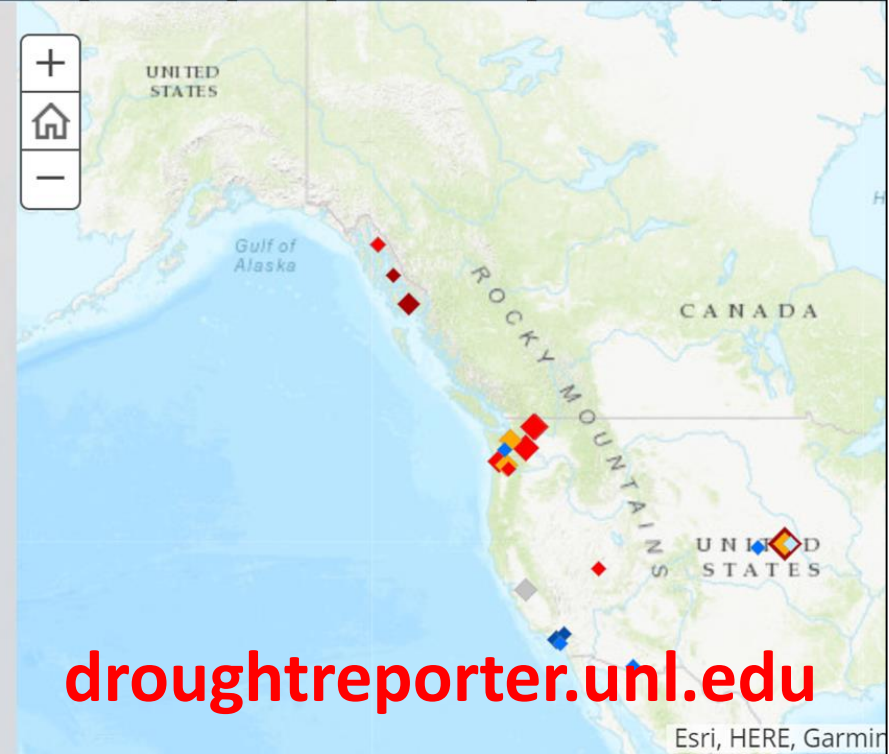 +
−
UNITED
STATES
Gulf of
Alaska
ROCKY MOUNTAINS
CANADA
UNITED
STATES
droughtreporter.unl.edu
Esri, HERE, Garmin